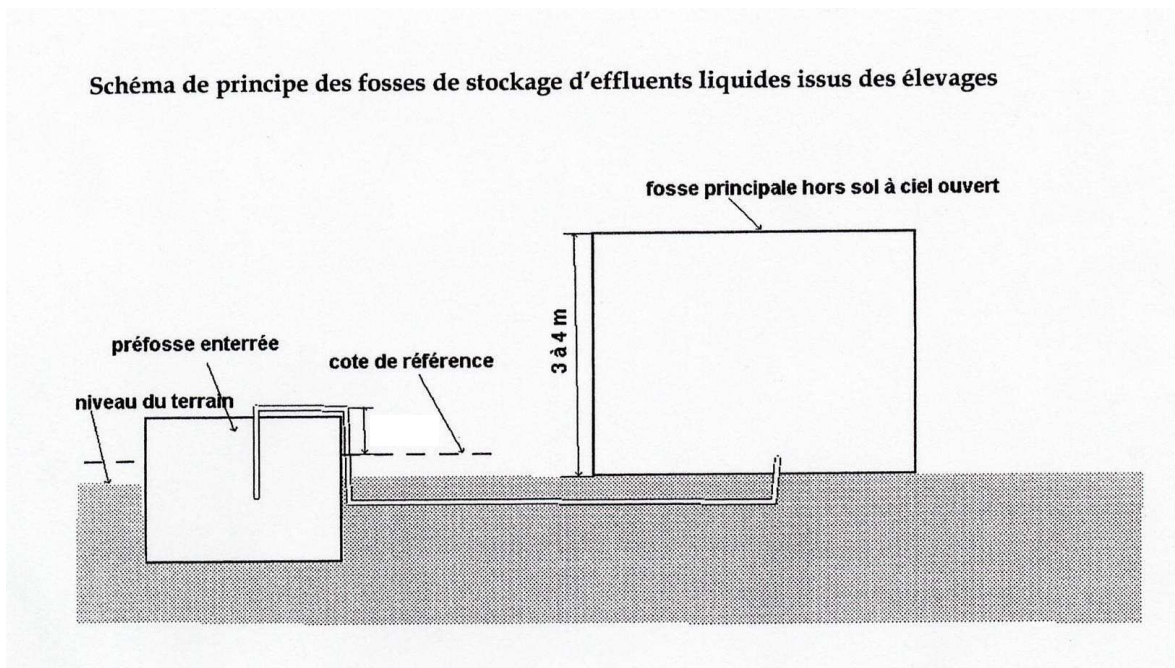 Schéma de principe des fosses de stockage d'effluents liquides issus des élevages
fosse principale hors sol à ciel ouvert
3 à 4 m
préfosse enterrée
cote de référence
niveau du terrain